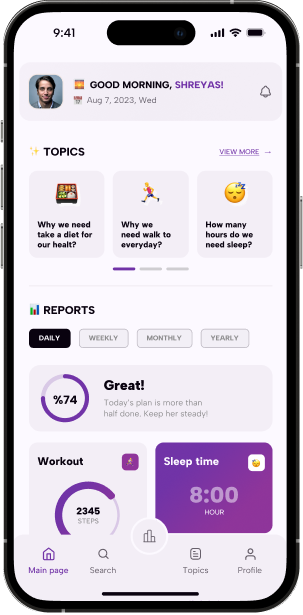 9:41
GOOD MORNING, SHREYAS!
Aug 7, 2023, Wed
TOPICS
VIEW MORE →
Why we need
take a diet for
our healt?
Why we
need walk to
everyday?
How many
hours do we
need sleep?
REPORTS
DAILY
WEEKLY
MONTHLY
YEARLY
%74
Great!
Today's plan is more than
half done. Keep her steady!
Workout
2345
STEPS
Sleep time
8:00
HOUR
Main page
Search
Topics
Profile